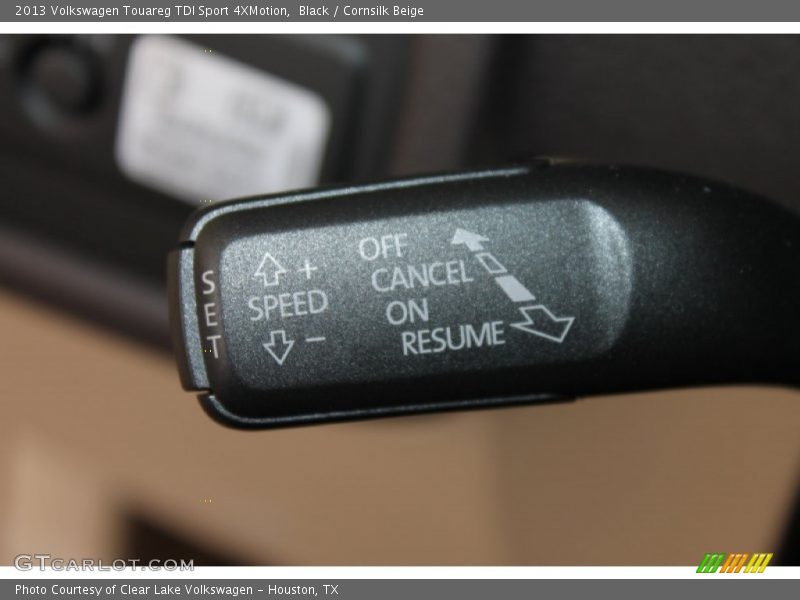 2013 Volkswagen Touareg TDI Sport 4XMotion, Black / Cornsilk Beige
SET
+
SPEED
−
OFF
CANCEL
ON
RESUME
GTCARLOT.COM
Photo Courtesy of Clear Lake Volkswagen – Houston, TX